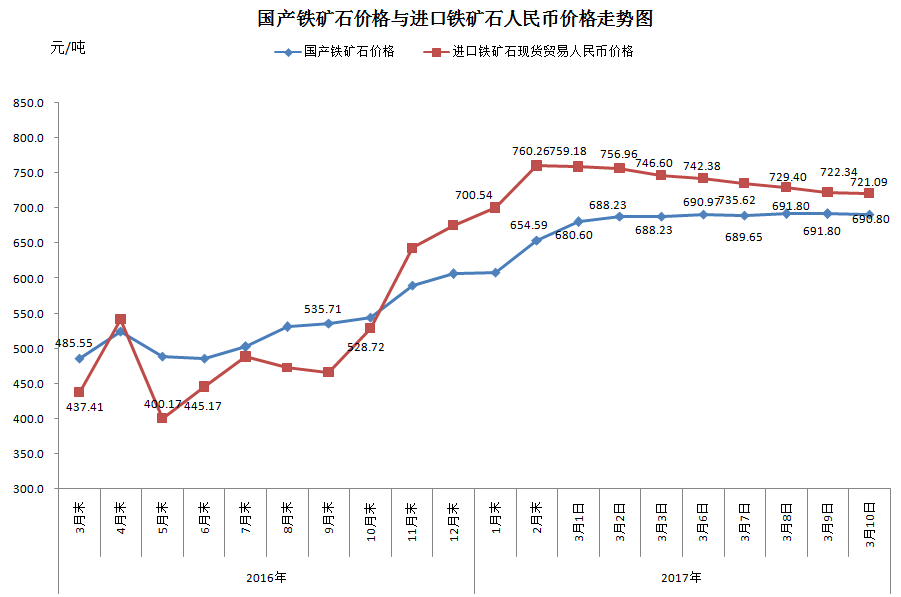 国产铁矿石价格与进口铁矿石人民币价格走势图
元/吨
国产铁矿石价格 进口铁矿石现货贸易人民币价格
850.0
800.0
750.0
700.0
650.0
600.0
550.0
500.0
450.0
400.0
350.0
300.0
760.26 759.18 756.96 746.60 742.38 735.62 729.40 722.34 721.09
700.54
654.59 680.60 688.23 688.23 690.97 689.65 691.80 691.80 690.80
485.55 535.71
437.41 400.17 445.17 528.72
3月末 4月末 5月末 6月末 7月末 8月末 9月末 10月末 11月末 12月末 1月末 2月末 3月1日 3月2日 3月3日 3月6日 3月7日 3月8日 3月9日 3月10日
2016年 2017年